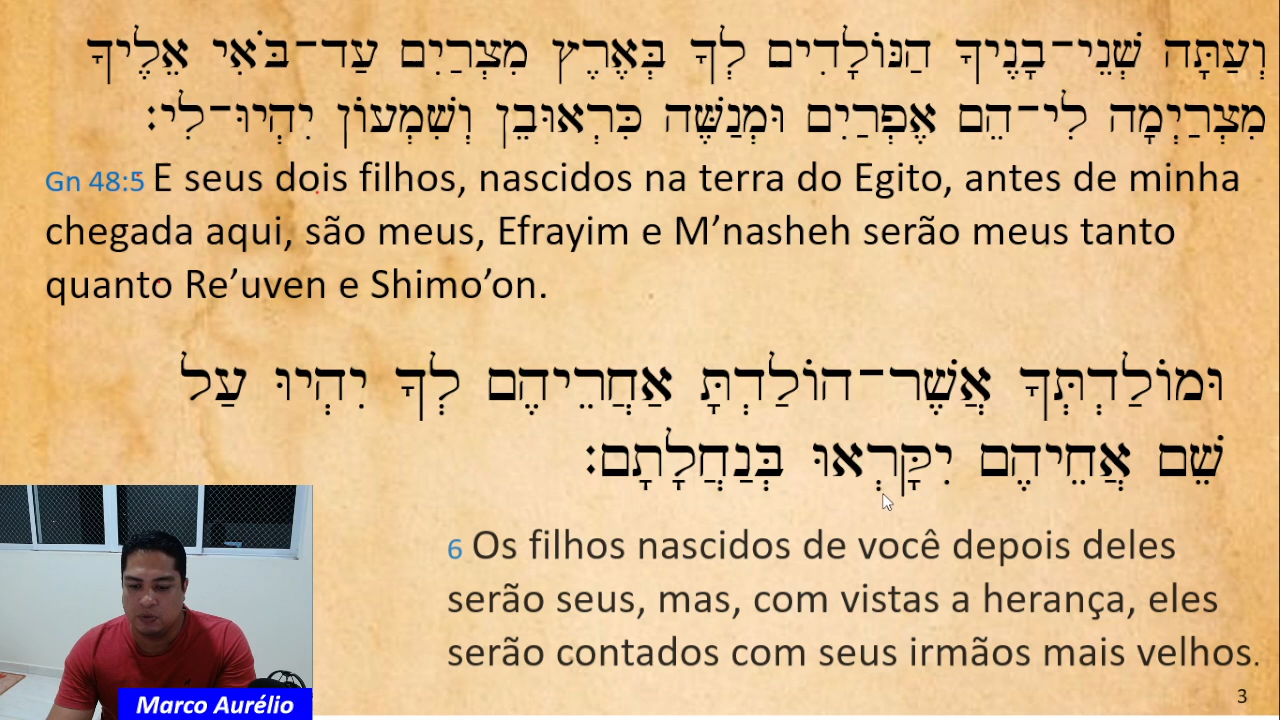 וְעַתָּה שְׁנֵי־בָנֶיךָ הַנּוֹלָדִים לְךָ בְּאֶרֶץ מִצְרַיִם עַד־בֹּאִי אֵלֶיךָ
מִצְרַיְמָה לִי־הֵם אֶפְרַיִם וּמְנַשֶּׁה כִּרְאוּבֵן וְשִׁמְעוֹן יִהְיוּ־לִי׃
Gn 48:5 E seus dois filhos, nascidos na terra do Egito, antes de minha
chegada aqui, são meus, Efrayim e M’nasheh serão meus tanto
quanto Re’uven e Shimo’on.
וּמוֹלַדְתְּךָ אֲשֶׁר־הוֹלַדְתָּ אַחֲרֵיהֶם לְךָ יִהְיוּ עַל
שֵׁם אֲחֵיהֶם יִקָּרְאוּ בְּנַחֲלָתָם׃
6 Os filhos nascidos de você depois deles
serão seus, mas, com vistas a herança, eles
serão contados com seus irmãos mais velhos.
Marco Aurélio
3